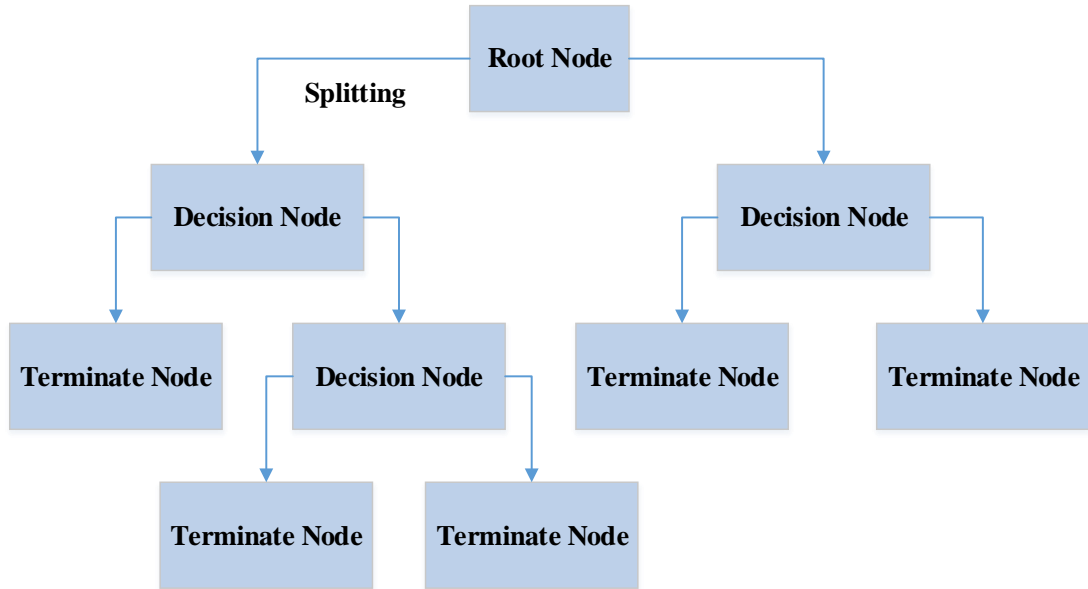 Root Node
Splitting
Decision Node
Decision Node
Terminate Node
Decision Node
Terminate Node
Terminate Node
Terminate Node
Terminate Node